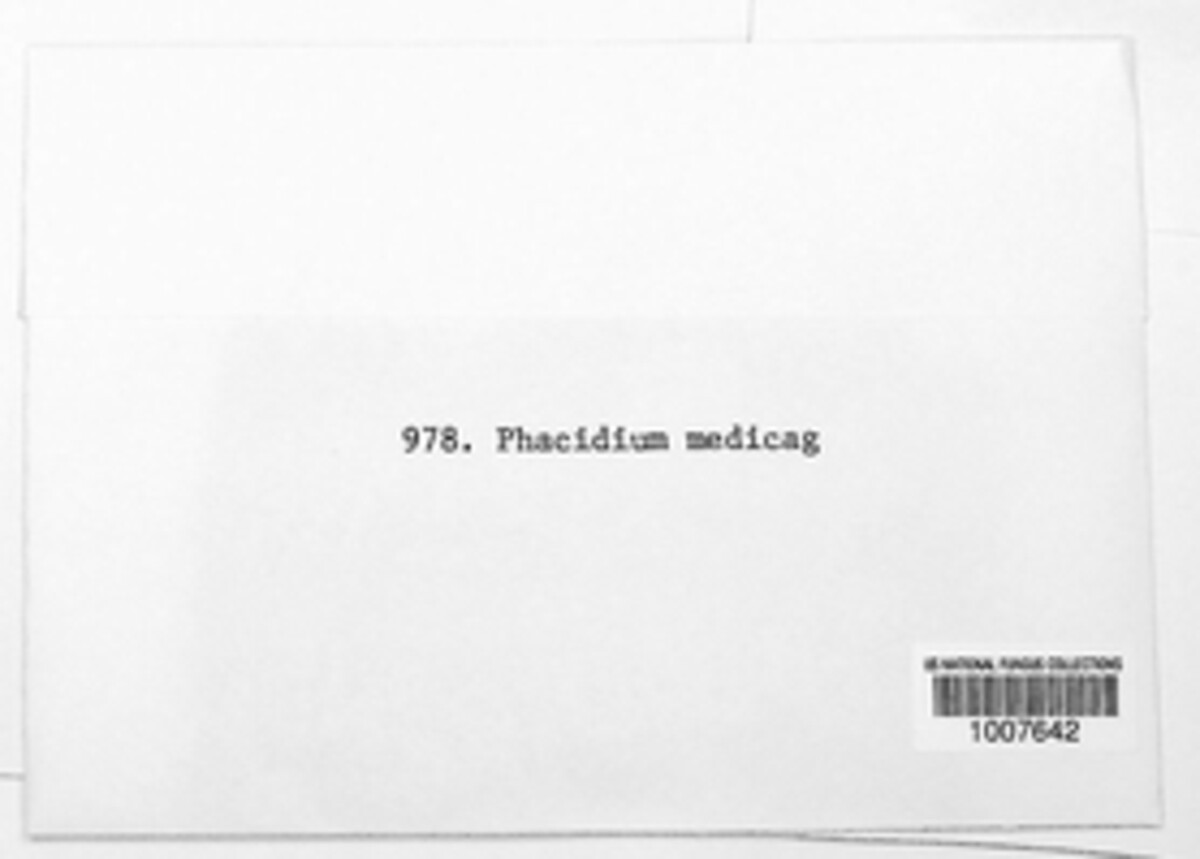 978. Phacidium medicag
US NATIONAL FUNGUS COLLECTIONS
1007642